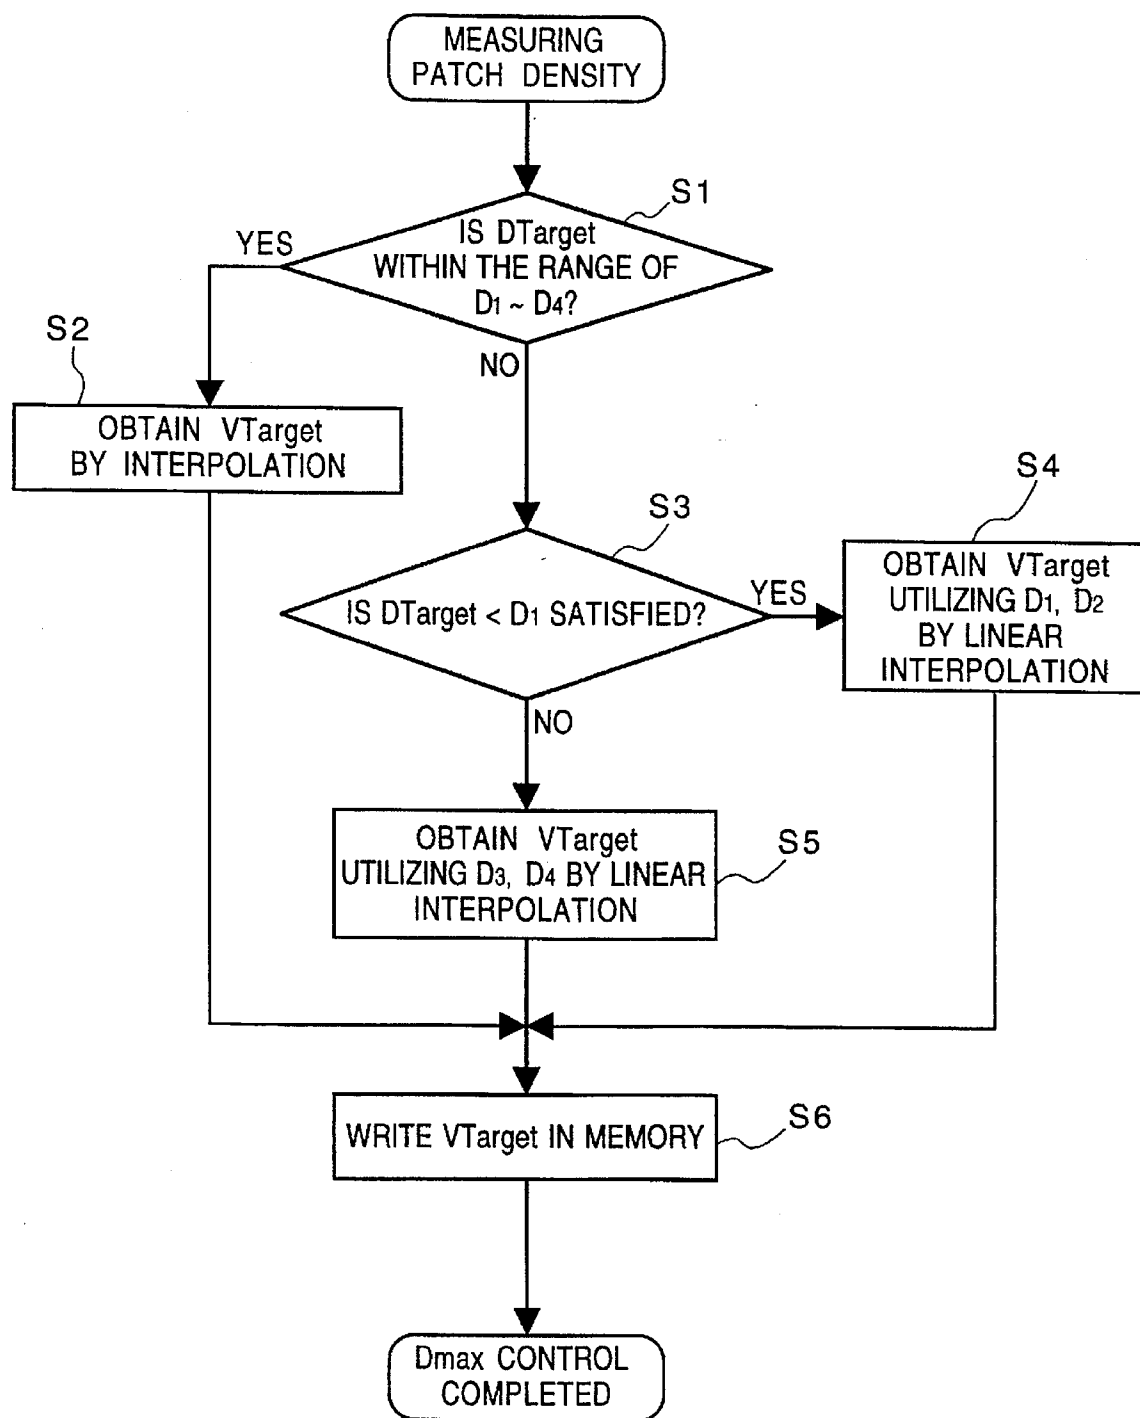 MEASURING
PATCH DENSITY
S1
IS DTarget
WITHIN THE RANGE OF
D1 ~ D4?
YES
NO
S2
OBTAIN VTarget
BY INTERPOLATION
S3
IS DTarget < D1 SATISFIED?
YES
NO
S4
OBTAIN VTarget
UTILIZING D1, D2
BY LINEAR
INTERPOLATION
OBTAIN VTarget
UTILIZING D3, D4 BY LINEAR
INTERPOLATION
S5
WRITE VTarget IN MEMORY
S6
Dmax CONTROL
COMPLETED